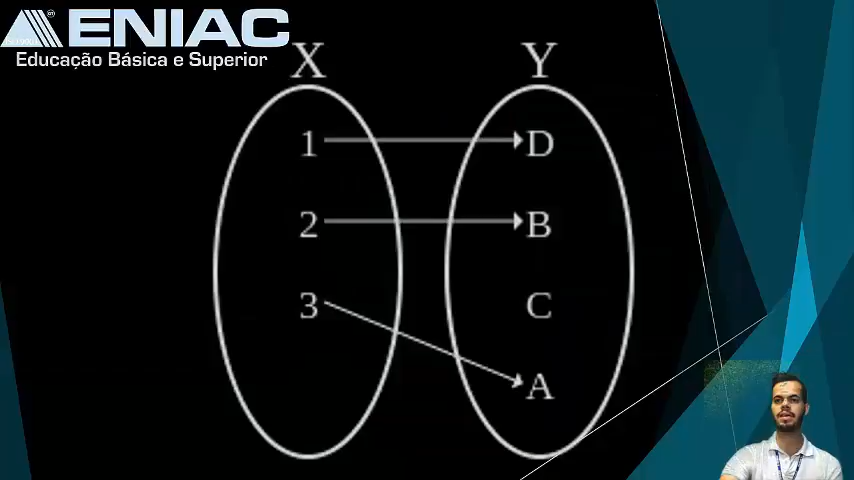 ENIAC
Educação Básica e Superior
X Y
1 D
2 B
3 C
A